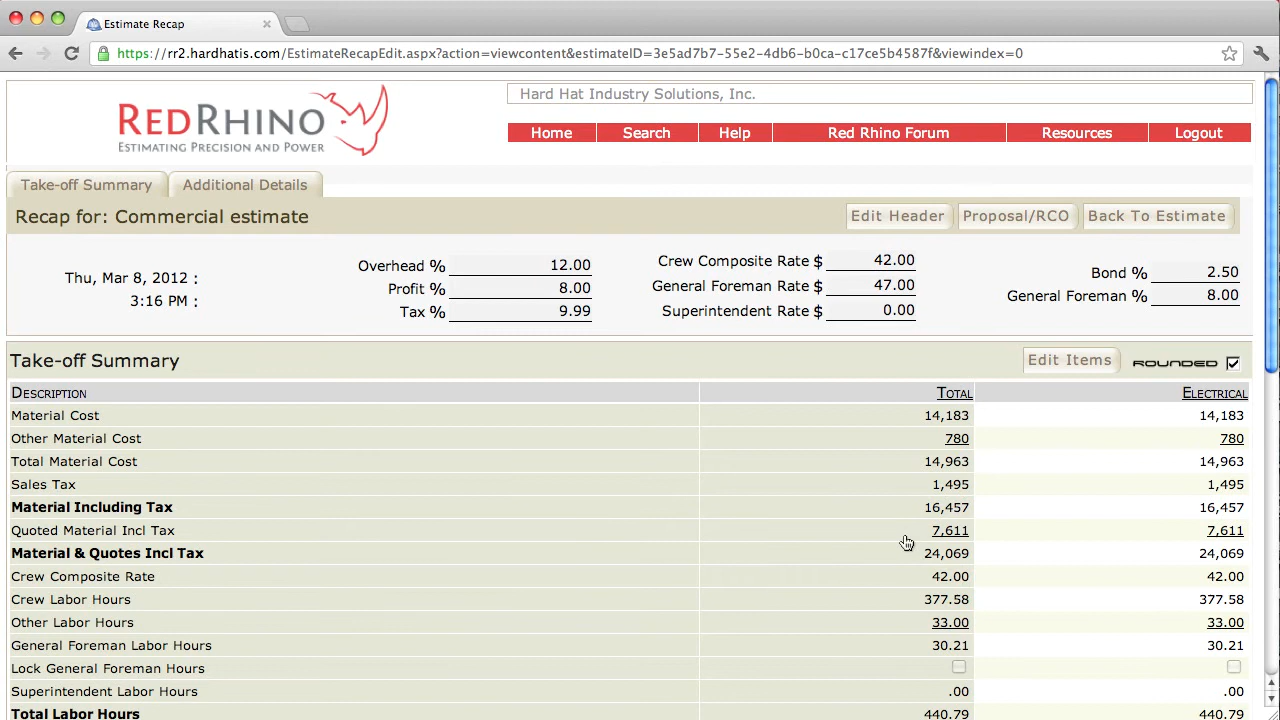 Estimate Recap
https://rr2.hardhatis.com/EstimateRecapEdit.aspx?action=viewcontent&estimateID=3e5ad7b7-55e2-4db6-b0ca-c17ce5b4587f&viewindex=0
REDRHINO
ESTIMATING PRECISION AND POWER
Hard Hat Industry Solutions, Inc.
Home Search Help Red Rhino Forum Resources Logout
Take-off Summary Additional Details
Recap for: Commercial estimate Edit Header Proposal/RCO Back To Estimate
Thu, Mar 8, 2012 :
3:16 PM :
Overhead % 12.00
Profit % 8.00
Tax % 9.99
Crew Composite Rate $ 42.00
General Foreman Rate $ 47.00
Superintendent Rate $ 0.00
Bond % 2.50
General Foreman % 8.00
Take-off Summary Edit Items ROUNDED
DESCRIPTION TOTAL ELECTRICAL
Material Cost 14,183 14,183
Other Material Cost 780 780
Total Material Cost 14,963 14,963
Sales Tax 1,495 1,495
Material Including Tax 16,457 16,457
Quoted Material Incl Tax 7,611 7,611
Material & Quotes Incl Tax 24,069 24,069
Crew Composite Rate 42.00 42.00
Crew Labor Hours 377.58 377.58
Other Labor Hours 33.00 33.00
General Foreman Labor Hours 30.21 30.21
Lock General Foreman Hours
Superintendent Labor Hours .00 .00
Total Labor Hours 440.79 440.79